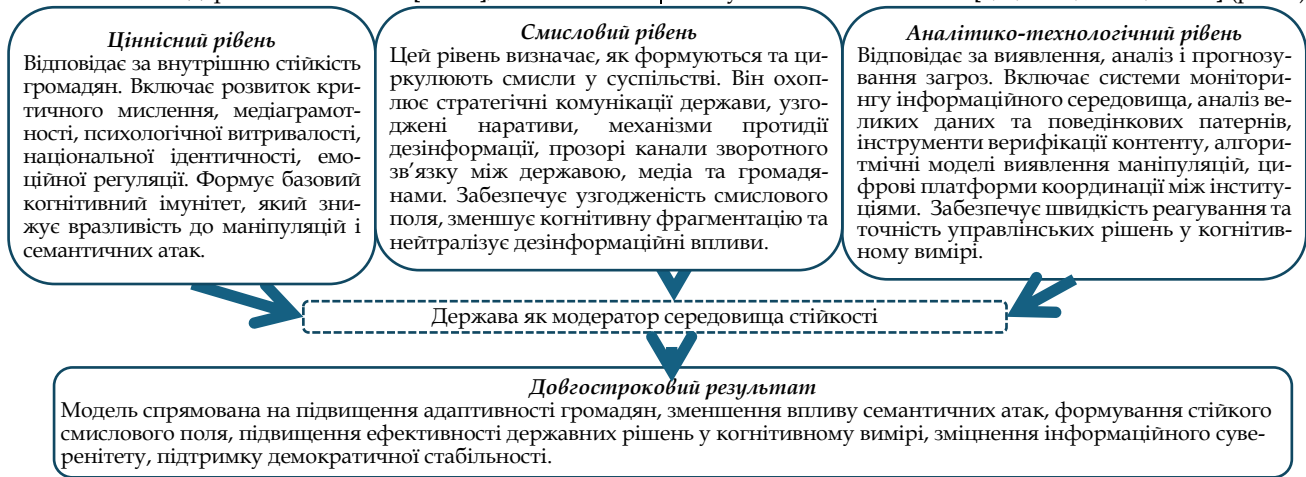 Ціннісний рівень
Відповідає за внутрішню стійкість
громадян. Включає розвиток кри-
тичного мислення, медіаграмот-
ності, психологічної витривалості,
національної ідентичності, емо-
ційної регуляції. Формує базовий
когнітивний імунітет, який зни-
жує вразливість до маніпуляцій і
семантичних атак.
Смисловий рівень
Цей рівень визначає, як формуються та ци-
ркулюють смисли у суспільстві. Він охоп-
лює стратегічні комунікації держави, узго-
джені наративи, механізми протидії
дезінформації, прозорі канали зворотного
зв’язку між державою, медіа та громадя-
нами. Забезпечує узгодженість смислового
поля, зменшує когнітивну фрагментацію та
нейтралізує дезінформаційні впливи.
Аналітико-технологічний рівень
Відповідає за виявлення, аналіз і прогнозу-
вання загроз. Включає системи монітори-
нгу інформаційного середовища, аналіз ве-
ликих даних та поведінкових патернів,
інструменти верифікації контенту, алгори-
тмічні моделі виявлення маніпуляцій, ци-
фрові платформи координації між інститу-
ціями. Забезпечує швидкість реагування та
точність управлінських рішень у когнітив-
ному вимірі.
Держава як модератор середовища стійкості
Довгостроковий результат
Модель спрямована на підвищення адаптивності громадян, зменшення впливу семантичних атак, формування стійкого
смислового поля, підвищення ефективності державних рішень у когнітивному вимірі, зміцнення інформаційного суве-
ренітету, підтримку демократичної стабільності.